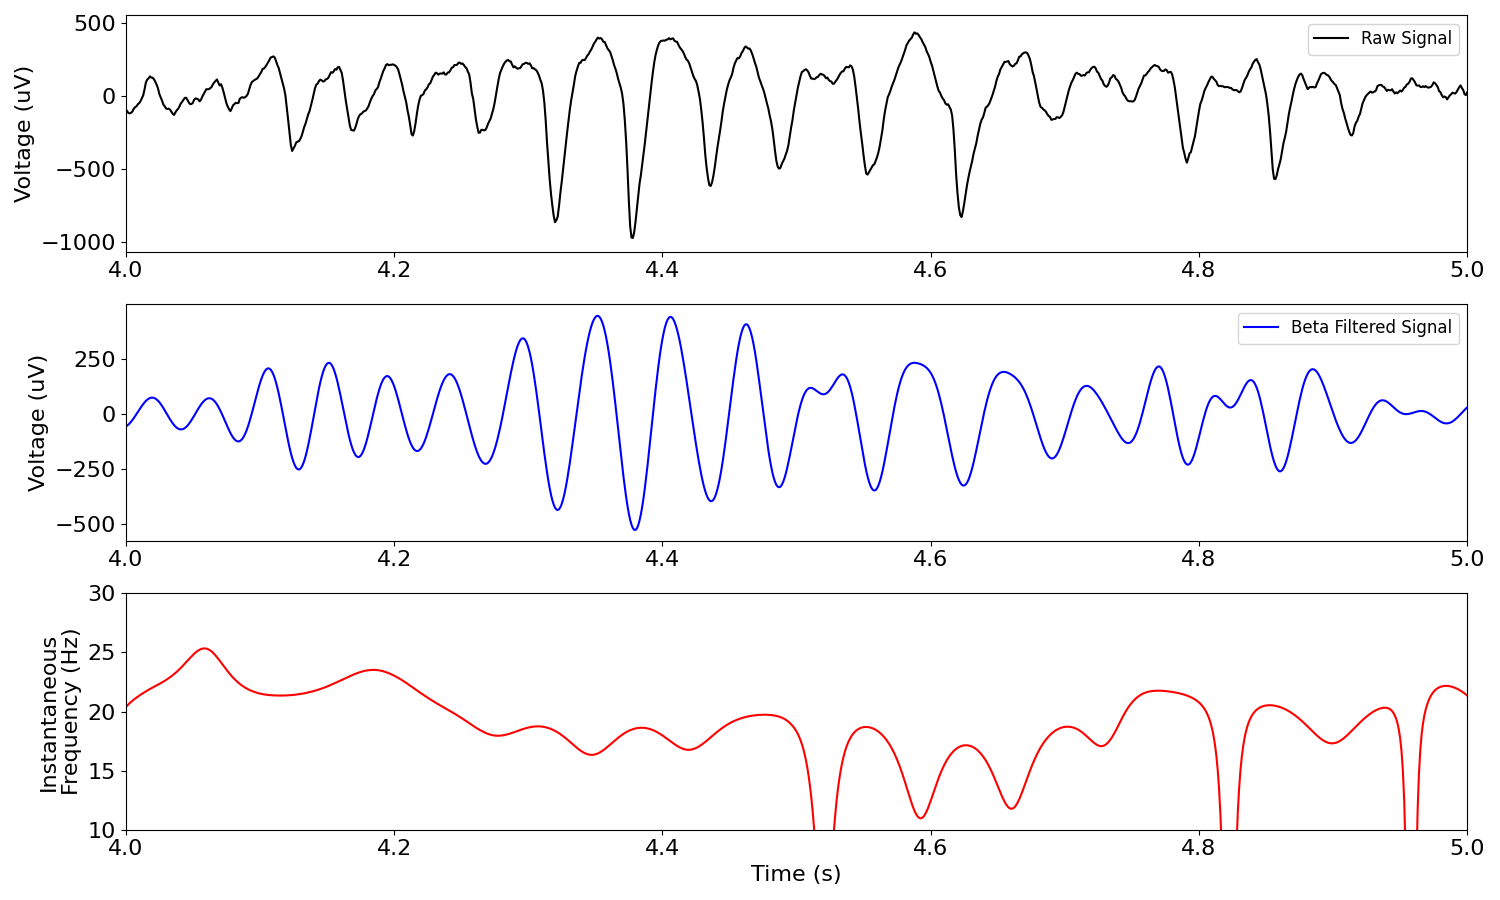 500
0
−500
−1000
Voltage (uV)
Raw Signal
4.0 4.2 4.4 4.6 4.8 5.0
250
0
−250
−500
Voltage (uV)
Beta Filtered Signal
4.0 4.2 4.4 4.6 4.8 5.0
30
25
20
15
10
Instantaneous
Frequency (Hz)
4.0 4.2 4.4 4.6 4.8 5.0
Time (s)